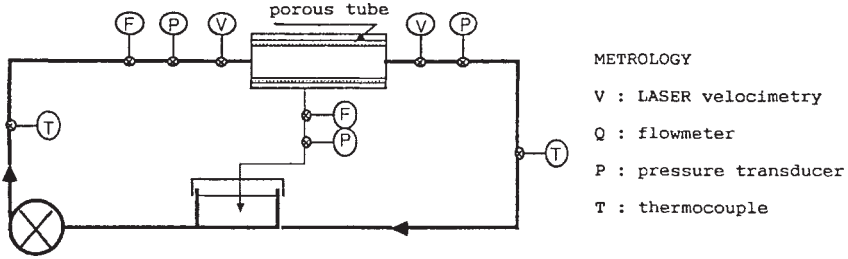 porous tube
F P V V P
F
P
T
T
METROLOGY
V : LASER velocimetry
Q : flowmeter
P : pressure transducer
T : thermocouple